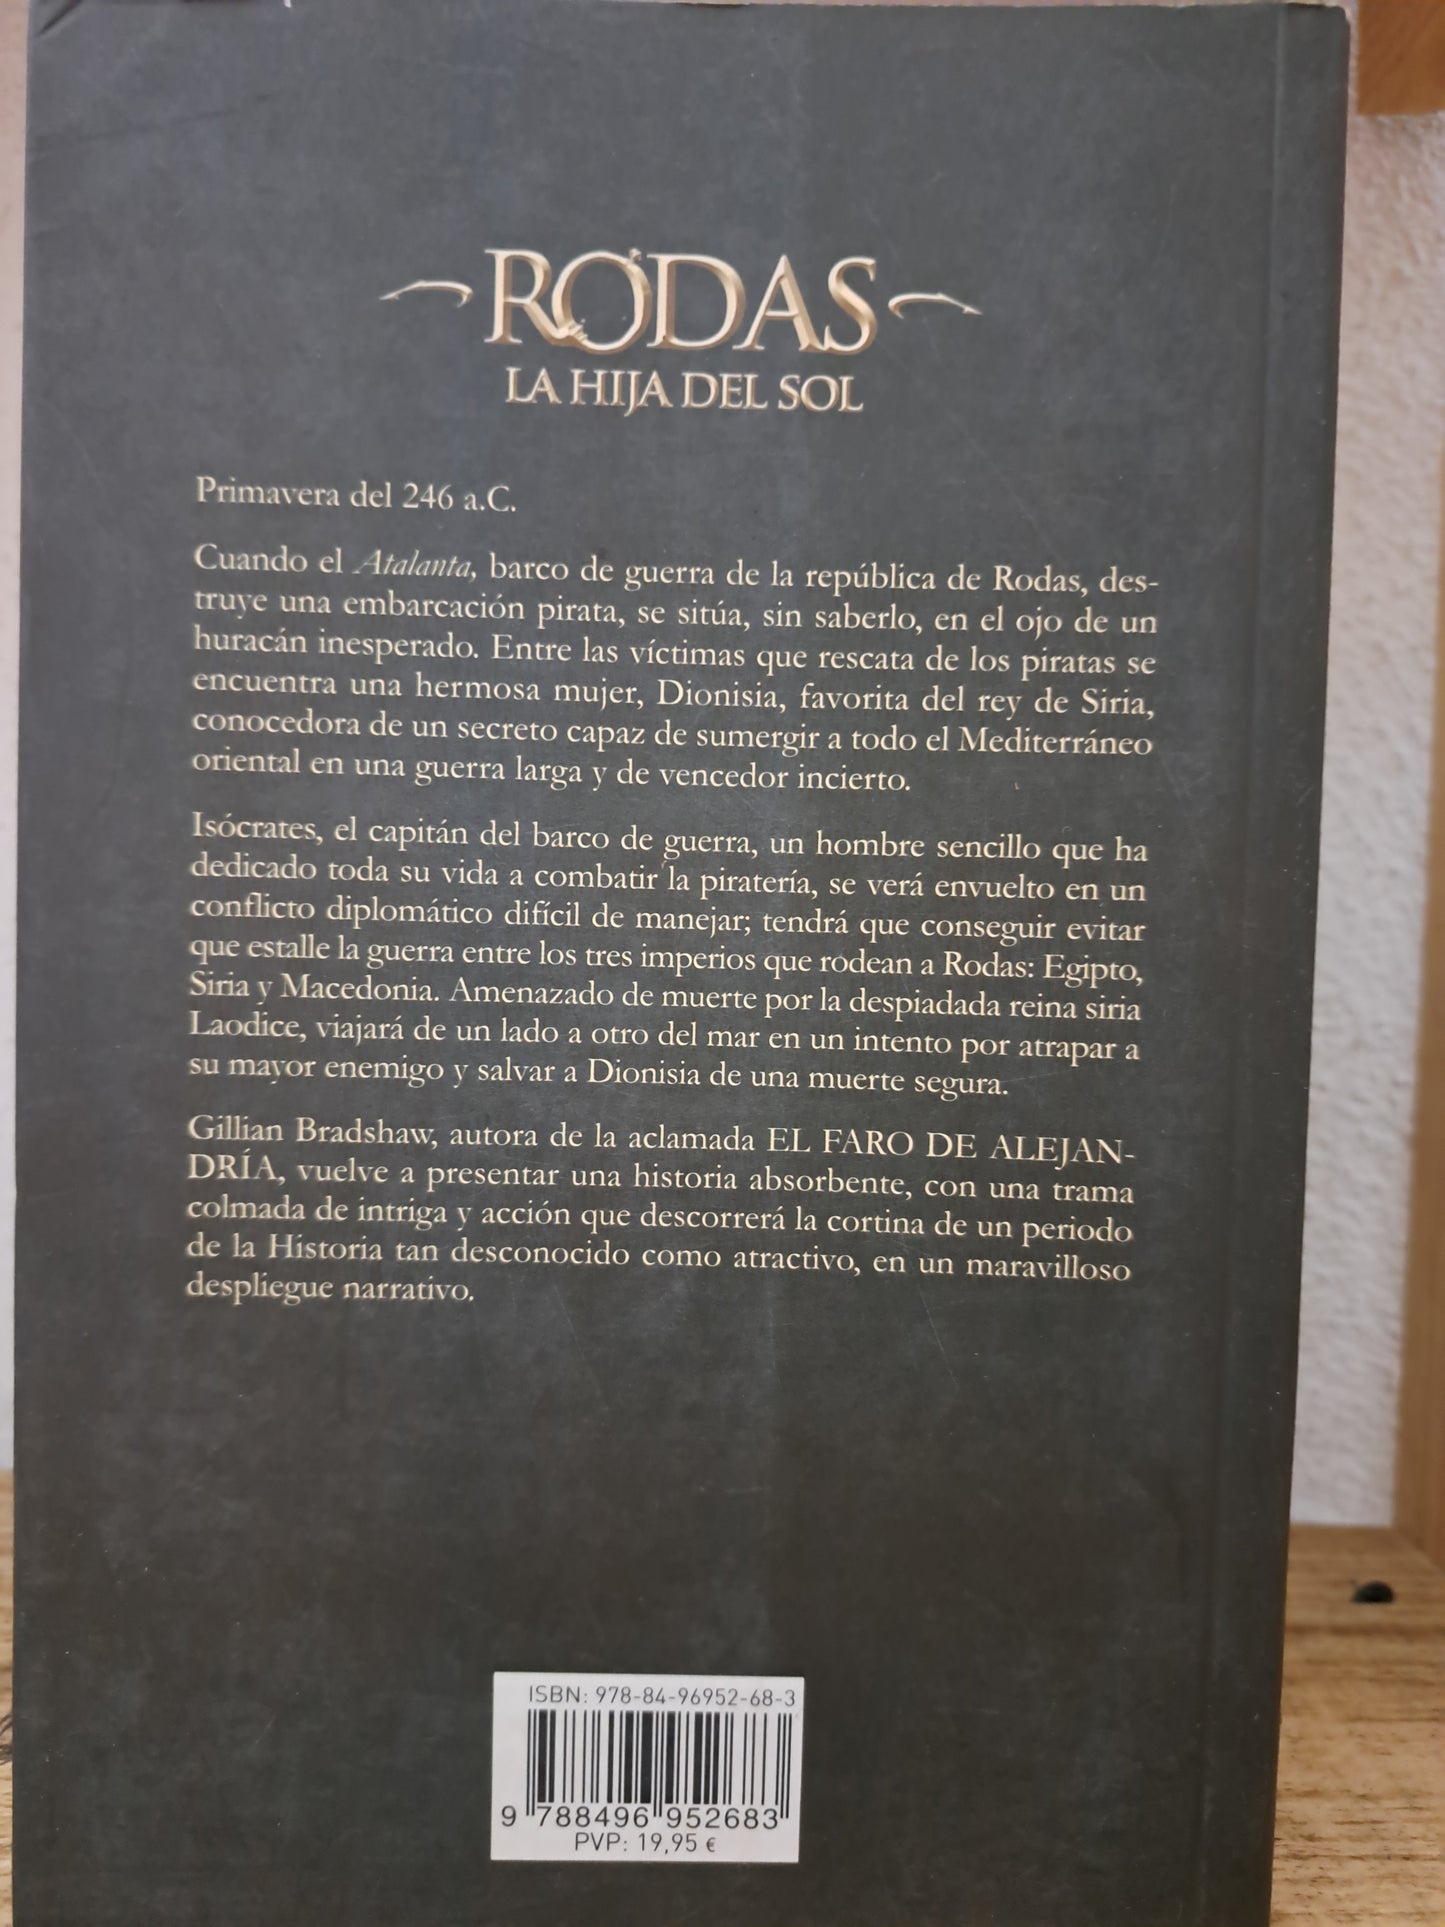 RODAS
LA HIJA DEL SOL
Primavera del 246 a.C.
Cuando el Atalanta, barco de guerra de la república de Rodas, des-
truye una embarcación pirata, se sitúa, sin saberlo, en el ojo de un
huracán inesperado. Entre las víctimas que rescata de los piratas se
encuentra una hermosa mujer, Dionisia, favorita del rey de Siria,
conocedora de un secreto capaz de sumergir a todo el Mediterráneo
oriental en una guerra larga y de vencedor incierto.
Isócrates, el capitán del barco de guerra, un hombre sencillo que ha
dedicado toda su vida a combatir la piratería, se verá envuelto en un
conflicto diplomático difícil de manejar; tendrá que conseguir evitar
que estalle la guerra entre los tres imperios que rodean a Rodas: Egipto,
Siria y Macedonia. Amenazado de muerte por la despiadada reina siria
Laodice, viajará de un lado a otro del mar en un intento por atrapar a
su mayor enemigo y salvar a Dionisia de una muerte segura.
Gillian Bradshaw, autora de la aclamada EL FARO DE ALEJAN-
DRÍA, vuelve a presentar una historia absorbente, con una trama
colmada de intriga y acción que descorrerá la cortina de un periodo
de la Historia tan desconocido como atractivo, en un maravilloso
despliegue narrativo.
ISBN: 978-84-96952-68-3
9 788496 952683
PVP: 19,95 €